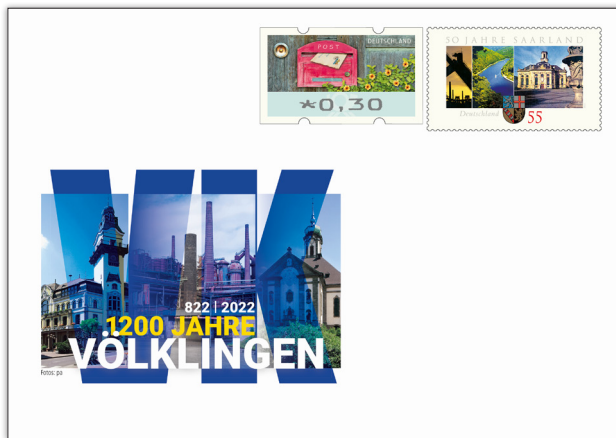 POST
DEUTSCHLAND
*0,30
50 JAHRE SAARLAND
Deutschland
55
822 | 2022
1200 JAHRE
VÖLKLINGEN
Fotos: pa